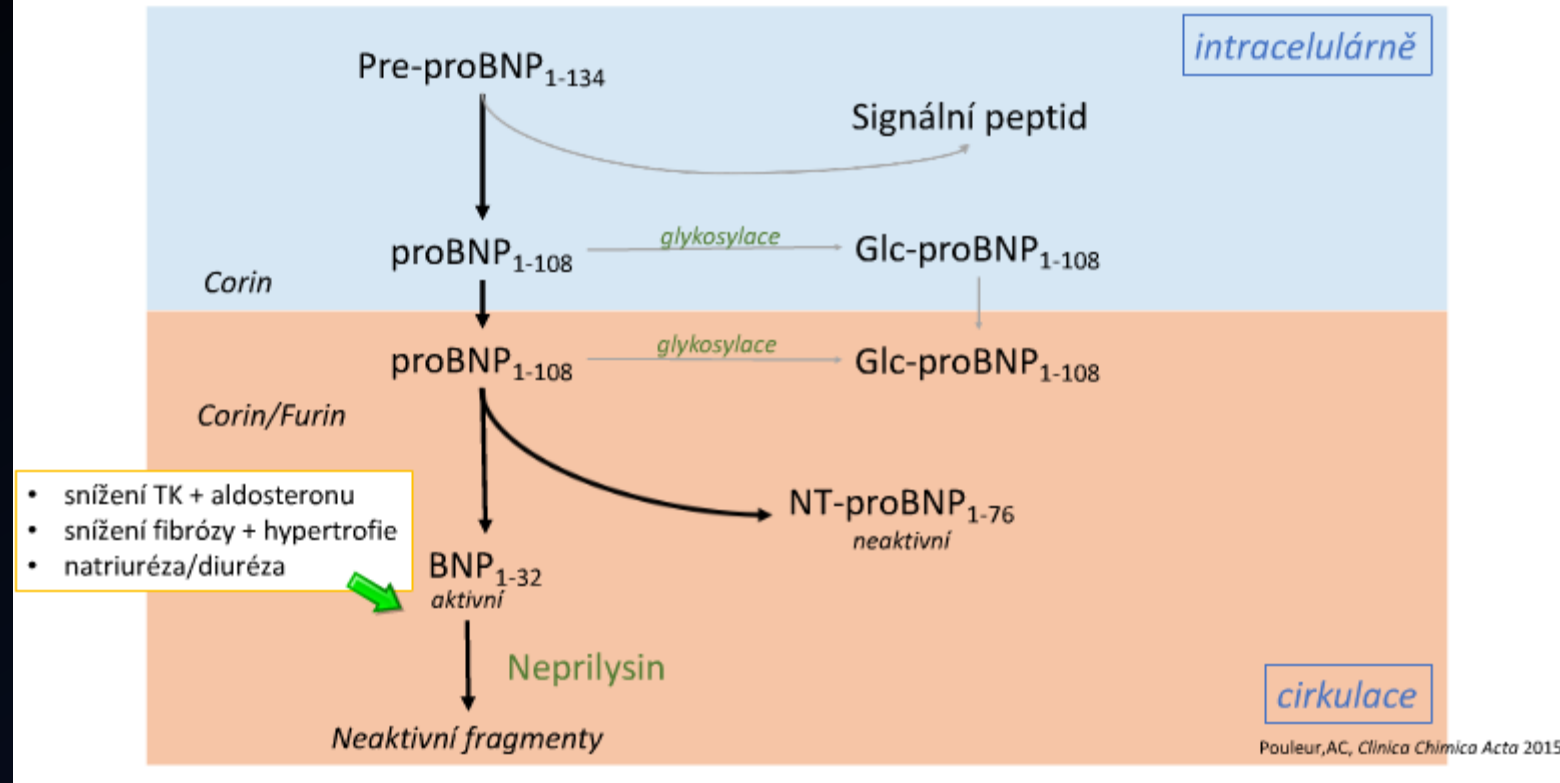 intracelulárně
Pre-proBNP1-134
Signální peptid
proBNP1-108
glykosylace
Glc-proBNP1-108
Corin
proBNP1-108
glykosylace
Glc-proBNP1-108
Corin/Furin
• snížení TK + aldosteronu
• snížení fibrózy + hypertrofie
• natriuréza/diuréza
NT-proBNP1-76
neaktivní
BNP1-32
aktivní
Neprilysin
Neaktivní fragmenty
cirkulace
Pouleur,AC, Clinica Chimica Acta 2015